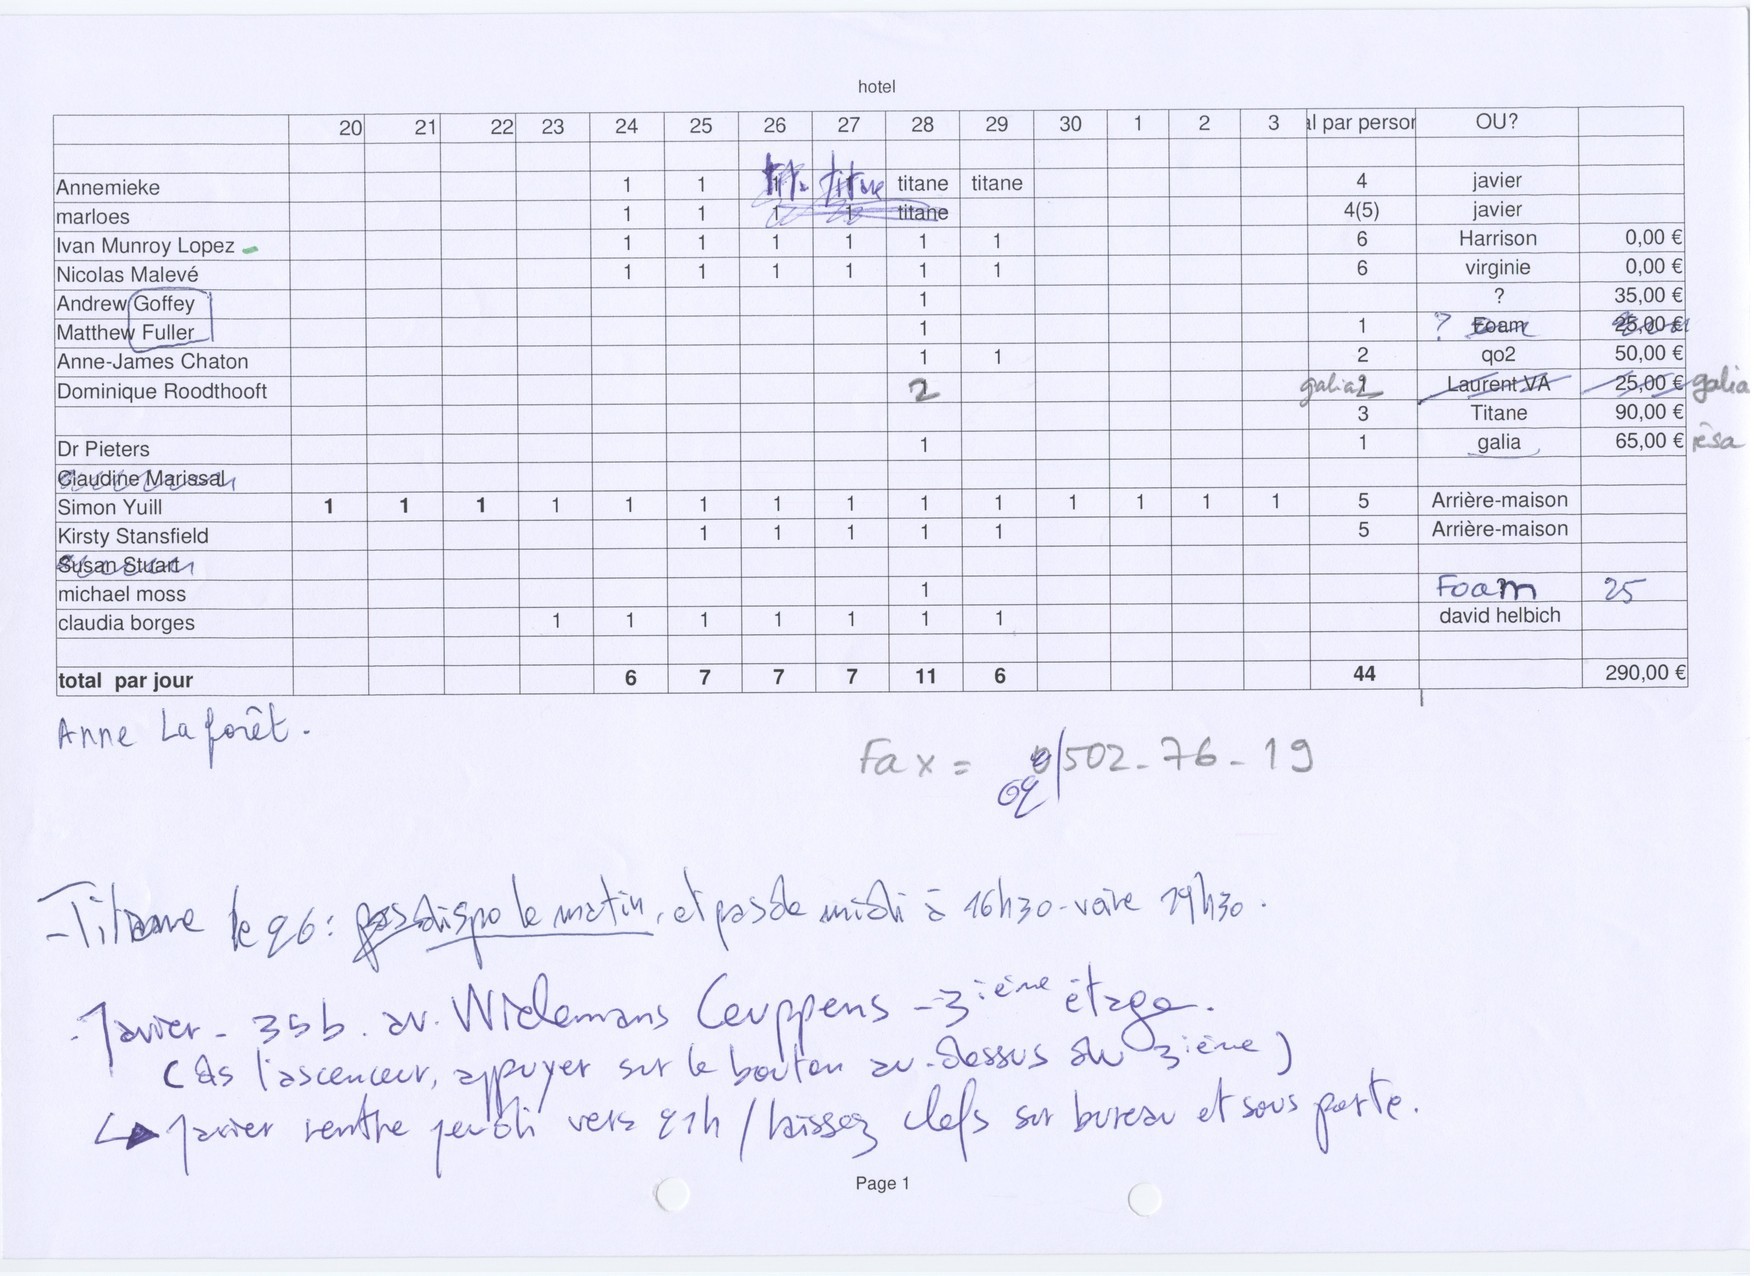 hotel
20 21 22 23 24 25 26 27 28 29 30 1 2 3 al par person OU?
Annemieke 1 1 1 tit. 1 titane titane titane 4 javier
marloes 1 1 1 1 titane 4(5) javier
Ivan Munroy Lopez - 1 1 1 1 1 1 6 Harrison 0,00 €
Nicolas Malevé 1 1 1 1 1 1 6 virginie 0,00 €
Andrew Goffey 1 ? 35,00 €
Matthew Fuller 1 1 ? Foam 25,00 €
Anne-James Chaton 1 1 2 qo2 50,00 €
Dominique Roodthooft 2 galia 2 Laurent VA 25,00 € galia
3 Titane 90,00 €
Dr Pieters 1 1 galia 65,00 € résa
Claudine Marissal
Simon Yuill 1 1 1 1 1 1 1 1 1 1 1 1 1 1 5 Arrière-maison
Kirsty Stansfield 1 1 1 1 1 5 Arrière-maison
Susan Stuart
michael moss 1 Foam 25
claudia borges 1 1 1 1 1 1 1 david helbich
total par jour 6 7 7 7 11 6 44 290,00 €
Anne Laforêt.
Fax = 02/502-76-19
- Titane le 26: pas dispo le matin, et pas de midi à 16h30 - voire 19h30.
- Javier - 35b. av. Wielemans Ceuppens - 3ième étage.
(ds l'ascenceur, appuyer sur le bouton au-dessus du 3ième)
↳ Javier rentre jeudi vers 21h / laissez clefs sur bureau et sous porte.
Page 1